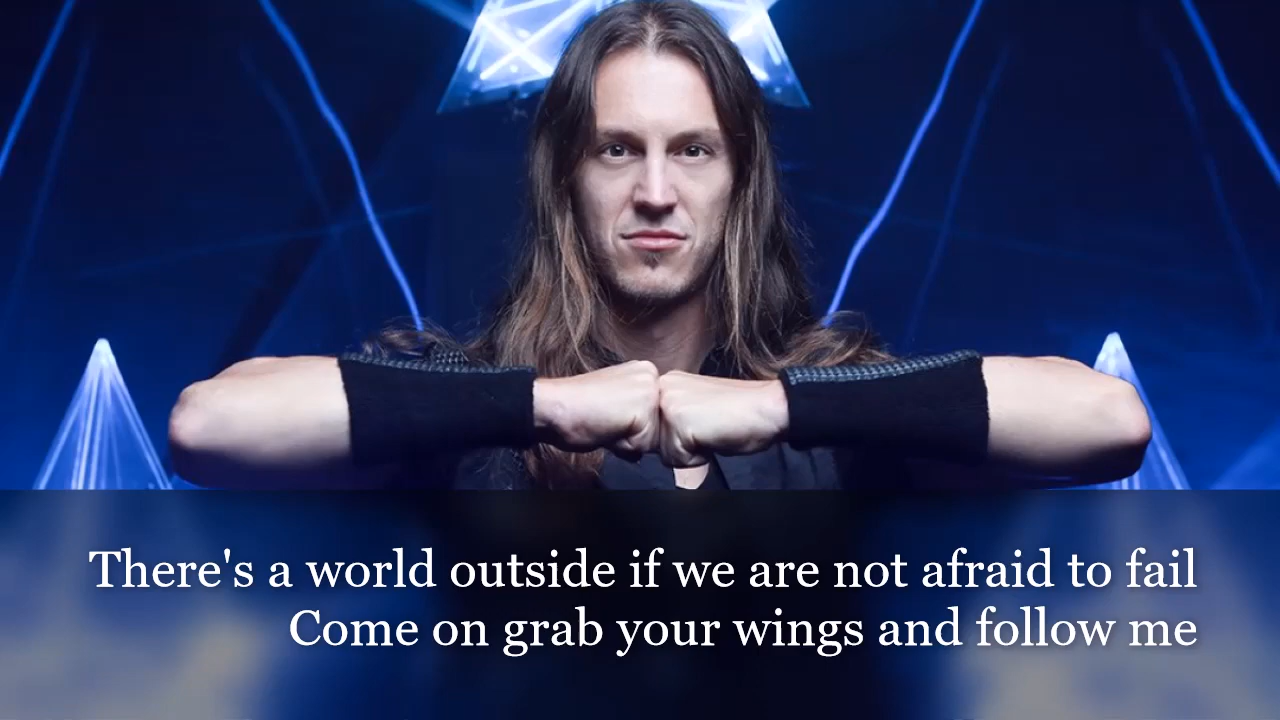 There's a world outside if we are not afraid to fail
Come on grab your wings and follow me